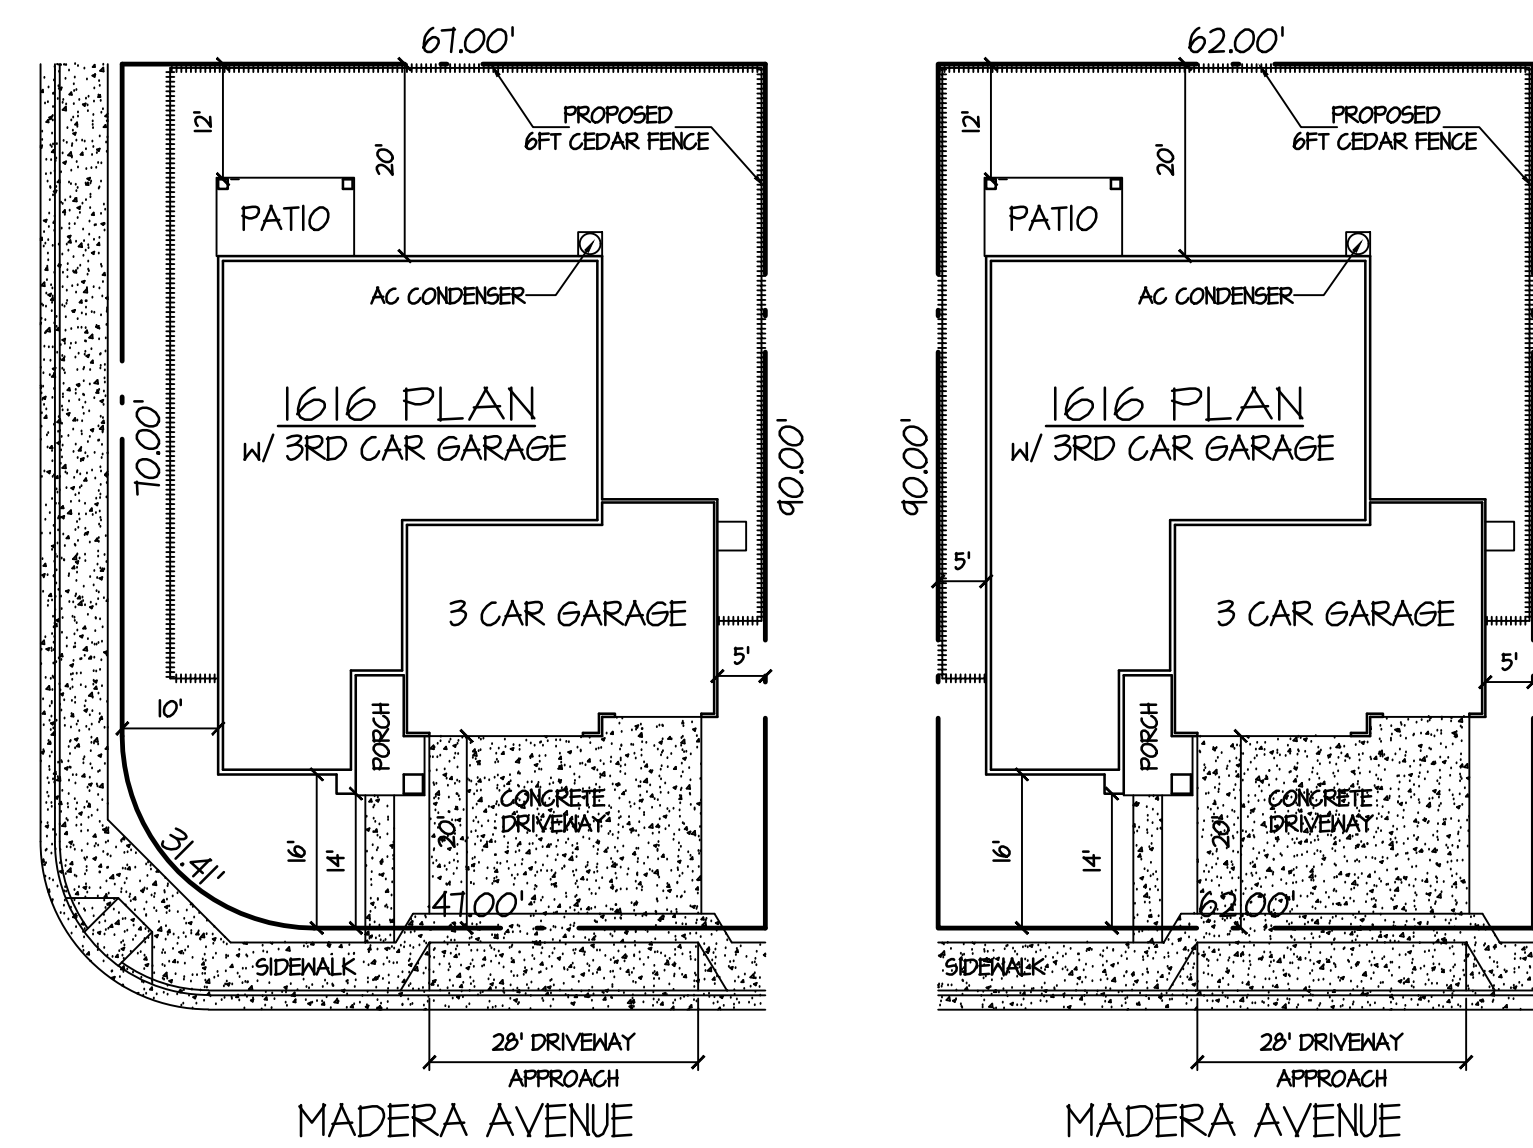 67.00'
12'
20'
PROPOSED
6FT CEDAR FENCE
PATIO
AC CONDENSER
1616 PLAN
W/ 3RD CAR GARAGE
70.00'
90.00'
3 CAR GARAGE
5'
10'
PORCH
CONCRETE
DRIVEWAY
20'
16'
14'
31.41'
47.00'
SIDEWALK
28' DRIVEWAY
APPROACH
MADERA AVENUE
62.00'
12'
20'
PROPOSED
6FT CEDAR FENCE
PATIO
AC CONDENSER
1616 PLAN
W/ 3RD CAR GARAGE
90.00'
5'
3 CAR GARAGE
5'
PORCH
CONCRETE
DRIVEWAY
20'
16'
14'
62.00'
SIDEWALK
28' DRIVEWAY
APPROACH
MADERA AVENUE